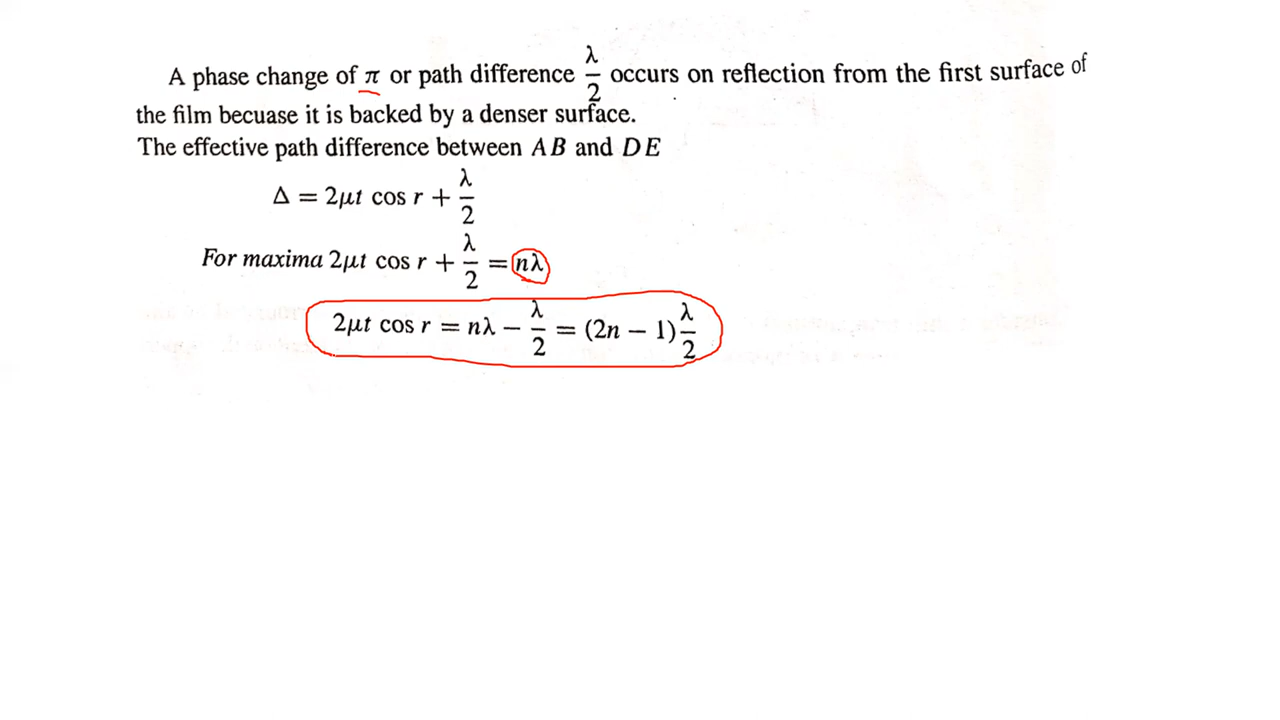 A phase change of π or path difference λ/2 occurs on reflection from the first surface of
the film becuase it is backed by a denser surface.
The effective path difference between AB and DE
Δ = 2μt cos r + λ/2
For maxima 2μt cos r + λ/2 = nλ
2μt cos r = nλ − λ/2 = (2n − 1) λ/2